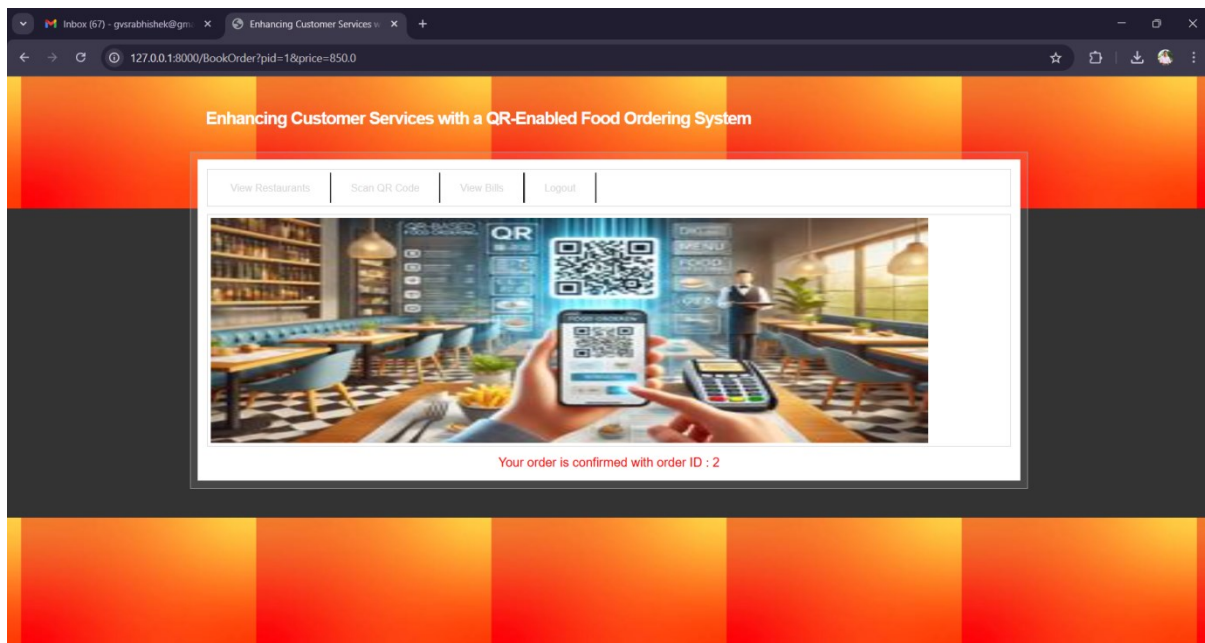 Inbox (67) - gvsrabhishek@gm
Enhancing Customer Services w
127.0.0.1:8000/BookOrder?pid=1&price=850.0
Enhancing Customer Services with a QR-Enabled Food Ordering System
View Restaurants
Scan QR Code
View Bills
Logout
QR-BASED
QR
MENU
FOOD
Your order is confirmed with order ID : 2